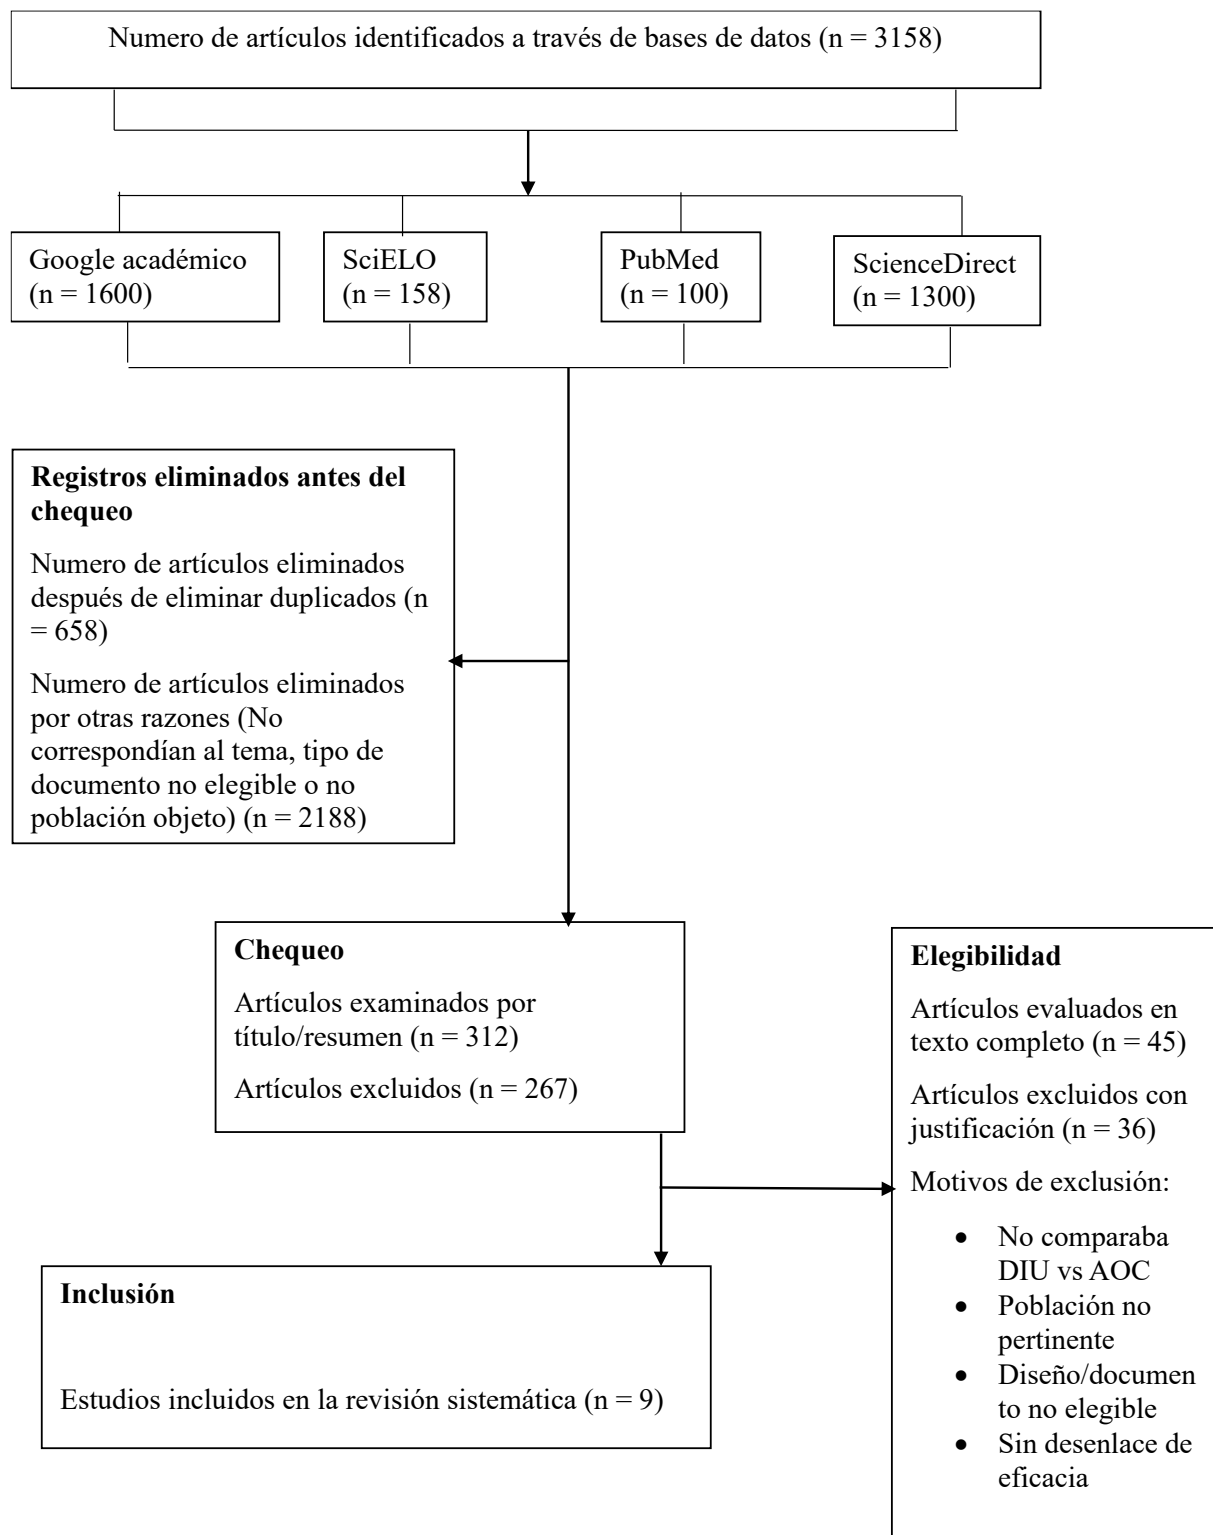 Numero de artículos identificados a través de bases de datos (n = 3158)
Google académico
(n = 1600)
SciELO
(n = 158)
PubMed
(n = 100)
ScienceDirect
(n = 1300)
Registros eliminados antes del
chequeo
Numero de artículos eliminados
después de eliminar duplicados (n
= 658)
Numero de artículos eliminados
por otras razones (No
correspondían al tema, tipo de
documento no elegible o no
población objeto) (n = 2188)
Chequeo
Artículos examinados por
título/resumen (n = 312)
Artículos excluidos (n = 267)
Elegibilidad
Artículos evaluados en
texto completo (n = 45)
Artículos excluidos con
justificación (n = 36)
Motivos de exclusión:
• No comparaba
DIU vs AOC
• Población no
pertinente
• Diseño/documen
to no elegible
• Sin desenlace de
eficacia
Inclusión
Estudios incluidos en la revisión sistemática (n = 9)